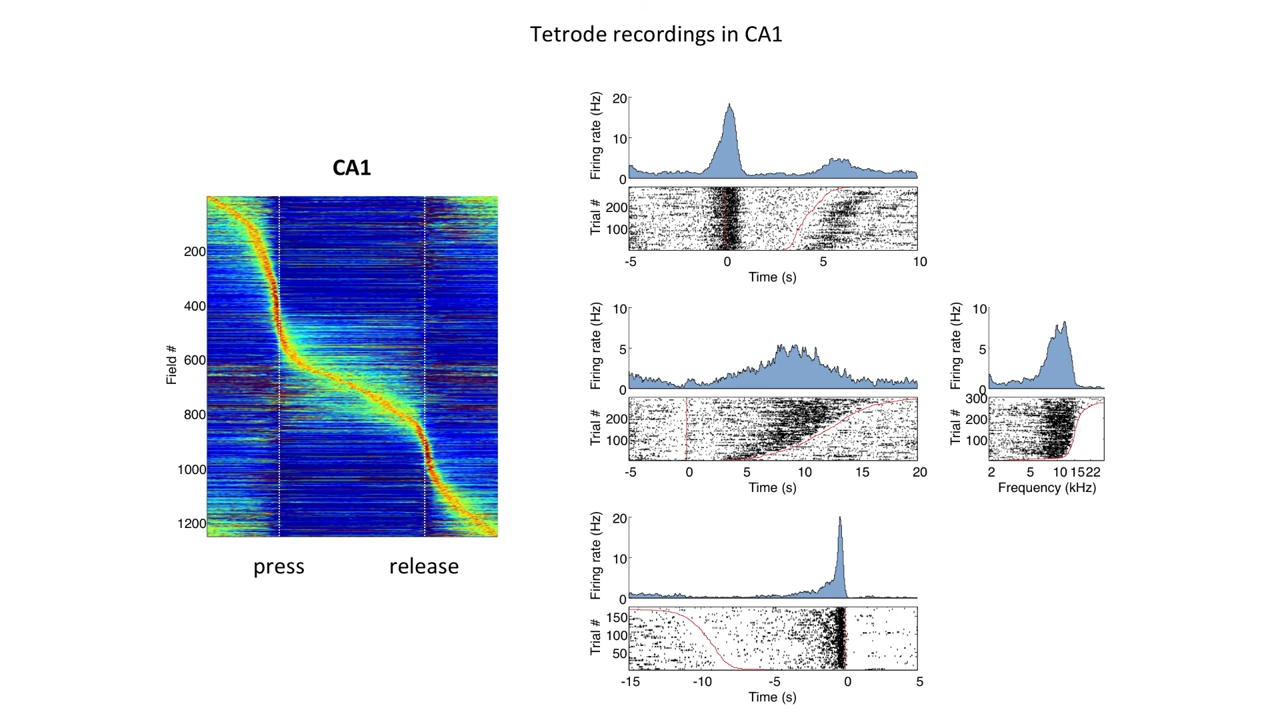 Tetrode recordings in CA1
CA1
Field #
200
400
600
800
1000
1200
press
release
Firing rate (Hz)
20
10
0
Trial #
200
100
-5 0 5 10
Time (s)
Firing rate (Hz)
10
5
0
Trial #
200
100
-5 0 5 10 15 20
Time (s)
Firing rate (Hz)
10
5
0
Trial #
300
200
100
2 5 10 15 22
Frequency (kHz)
Firing rate (Hz)
20
10
0
Trial #
150
100
50
-15 -10 -5 0 5
Time (s)